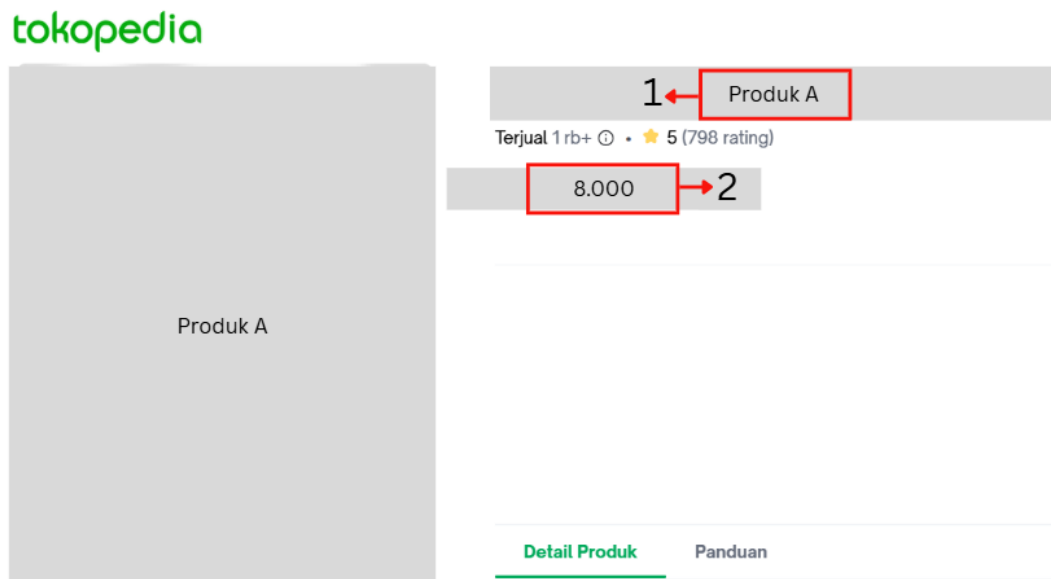 tokopedia
1 Produk A
Terjual 1 rb+ • 5 (798 rating)
8.000 2
Produk A
Detail Produk Panduan